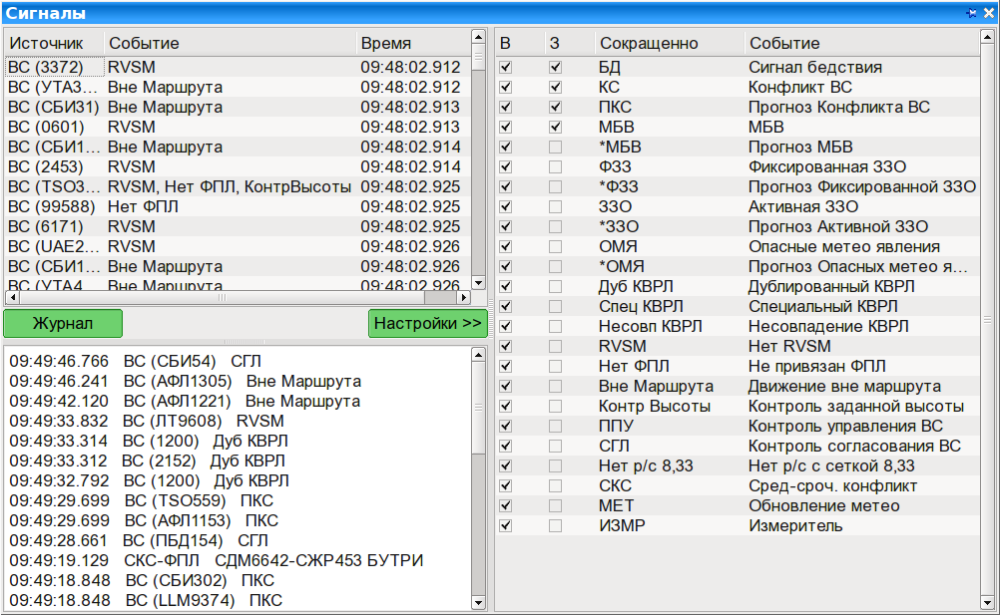 Сигналы
Источник Событие Время
ВС (3372) RVSM 09:48:02.912
ВС (УТА3... Вне Маршрута 09:48:02.912
ВС (СБИ31) Вне Маршрута 09:48:02.913
ВС (0601) RVSM 09:48:02.913
ВС (СБИ1... Вне Маршрута 09:48:02.914
ВС (2453) RVSM 09:48:02.914
ВС (TSO3... RVSM, Нет ФПЛ, КонтрВысоты 09:48:02.925
ВС (99588) Нет ФПЛ 09:48:02.925
ВС (6171) RVSM 09:48:02.925
ВС (UAE2... RVSM 09:48:02.926
ВС (СБИ1... Вне Маршрута 09:48:02.926
ВС (УТА4... Вне Маршрута 09:48:02.926
Журнал Настройки >>
09:49:46.766 ВС (СБИ54) СГЛ
09:49:46.241 ВС (АФЛ1305) Вне Маршрута
09:49:42.120 ВС (АФЛ1221) Вне Маршрута
09:49:33.832 ВС (ЛТ9608) RVSM
09:49:33.314 ВС (1200) Дуб КВРЛ
09:49:33.312 ВС (2152) Дуб КВРЛ
09:49:32.792 ВС (1200) Дуб КВРЛ
09:49:29.699 ВС (TSO559) ПКС
09:49:29.699 ВС (АФЛ1153) ПКС
09:49:28.661 ВС (ПБД154) СГЛ
09:49:19.129 СКС-ФПЛ СДМ6642-СЖР453 БУТРИ
09:49:18.848 ВС (СБИ302) ПКС
09:49:18.848 ВС (LLM9374) ПКС
В З Сокращенно Событие
БД Сигнал бедствия
КС Конфликт ВС
ПКС Прогноз Конфликта ВС
МБВ МБВ
*МБВ Прогноз МБВ
ФЗЗ Фиксированная ЗЗО
*ФЗЗ Прогноз Фиксированной ЗЗО
ЗЗО Активная ЗЗО
*ЗЗО Прогноз Активной ЗЗО
ОМЯ Опасные метео явления
*ОМЯ Прогноз Опасных метео я...
Дуб КВРЛ Дублированный КВРЛ
Спец КВРЛ Специальный КВРЛ
Несовп КВРЛ Несовпадение КВРЛ
RVSM Нет RVSM
Нет ФПЛ Не привязан ФПЛ
Вне Маршрута Движение вне маршрута
Контр Высоты Контроль заданной высоты
ППУ Контроль управления ВС
СГЛ Контроль согласования ВС
Нет р/с 8,33 Нет р/с с сеткой 8,33
СКС Сред-сроч. конфликт
МЕТ Обновление метео
ИЗМР Измеритель